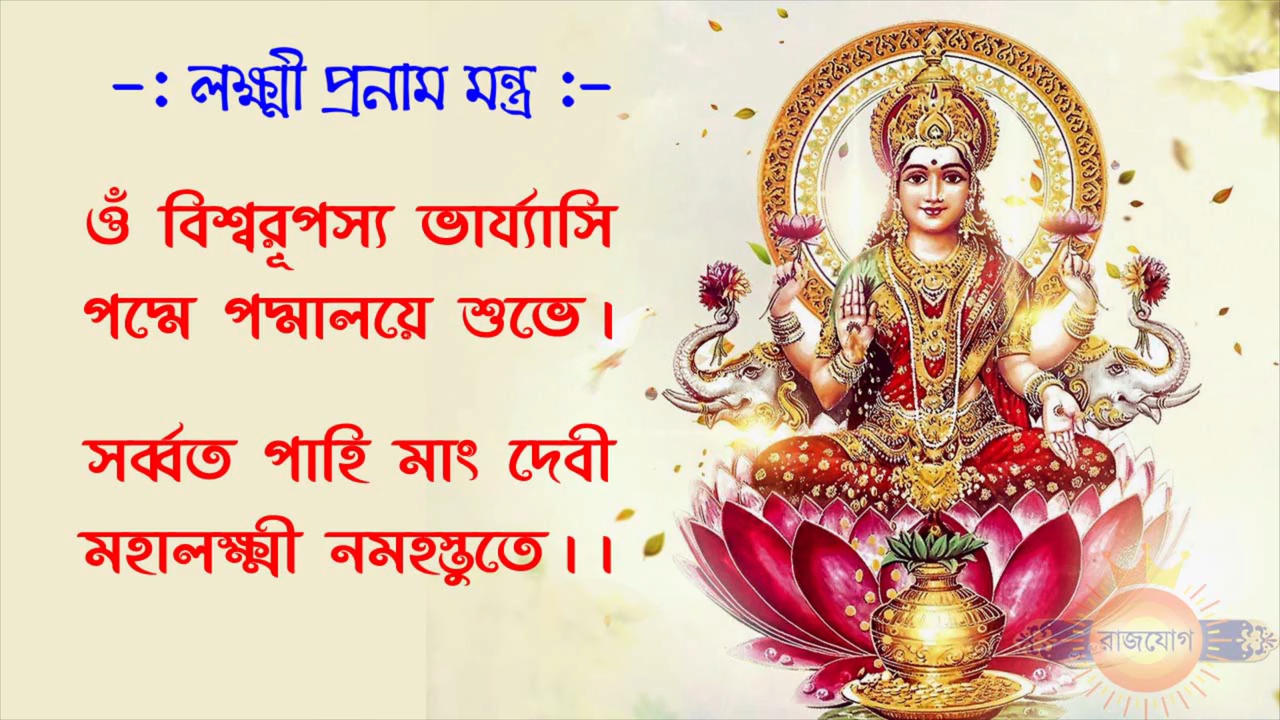 -: লক্ষ্মী প্রনাম মন্ত্র :-
ওঁ বিশ্বরূপস্য ভার্য্যাসি
পদ্মে পদ্মালয়ে শুভে।
সর্ব্বত পাহি মাং দেবী
মহালক্ষ্মী নমহস্তুতে।।
রাজযোগ